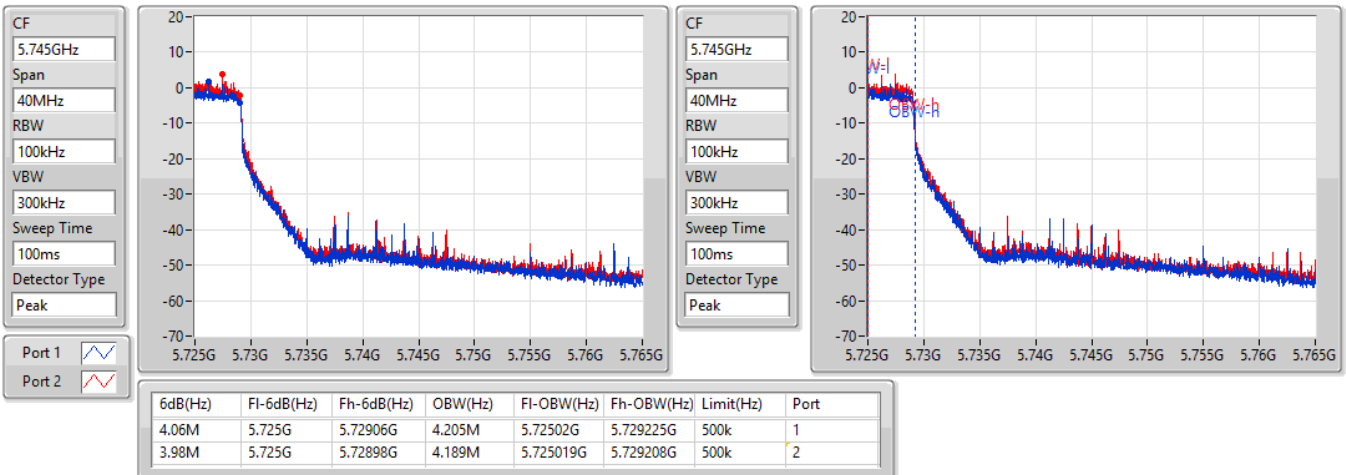 CF
5.745GHz
Span
40MHz
RBW
100kHz
VBW
300kHz
Sweep Time
100ms
Detector Type
Peak
Port 1
Port 2
20
10
0
-10
-20
-30
-40
-50
-60
-70
5.725G 5.73G 5.735G 5.74G 5.745G 5.75G 5.755G 5.76G 5.765G
CF
5.745GHz
Span
40MHz
RBW
100kHz
VBW
300kHz
Sweep Time
100ms
Detector Type
Peak
20
10
0
-10
-20
-30
-40
-50
-60
-70
W-l
OBW-h
OBW-h
5.725G 5.73G 5.735G 5.74G 5.745G 5.75G 5.755G 5.76G 5.765G
6dB(Hz) Fl-6dB(Hz) Fh-6dB(Hz) OBW(Hz) Fl-OBW(Hz) Fh-OBW(Hz) Limit(Hz) Port
4.06M 5.725G 5.72906G 4.205M 5.72502G 5.729225G 500k 1
3.98M 5.725G 5.72898G 4.189M 5.725019G 5.729208G 500k 2